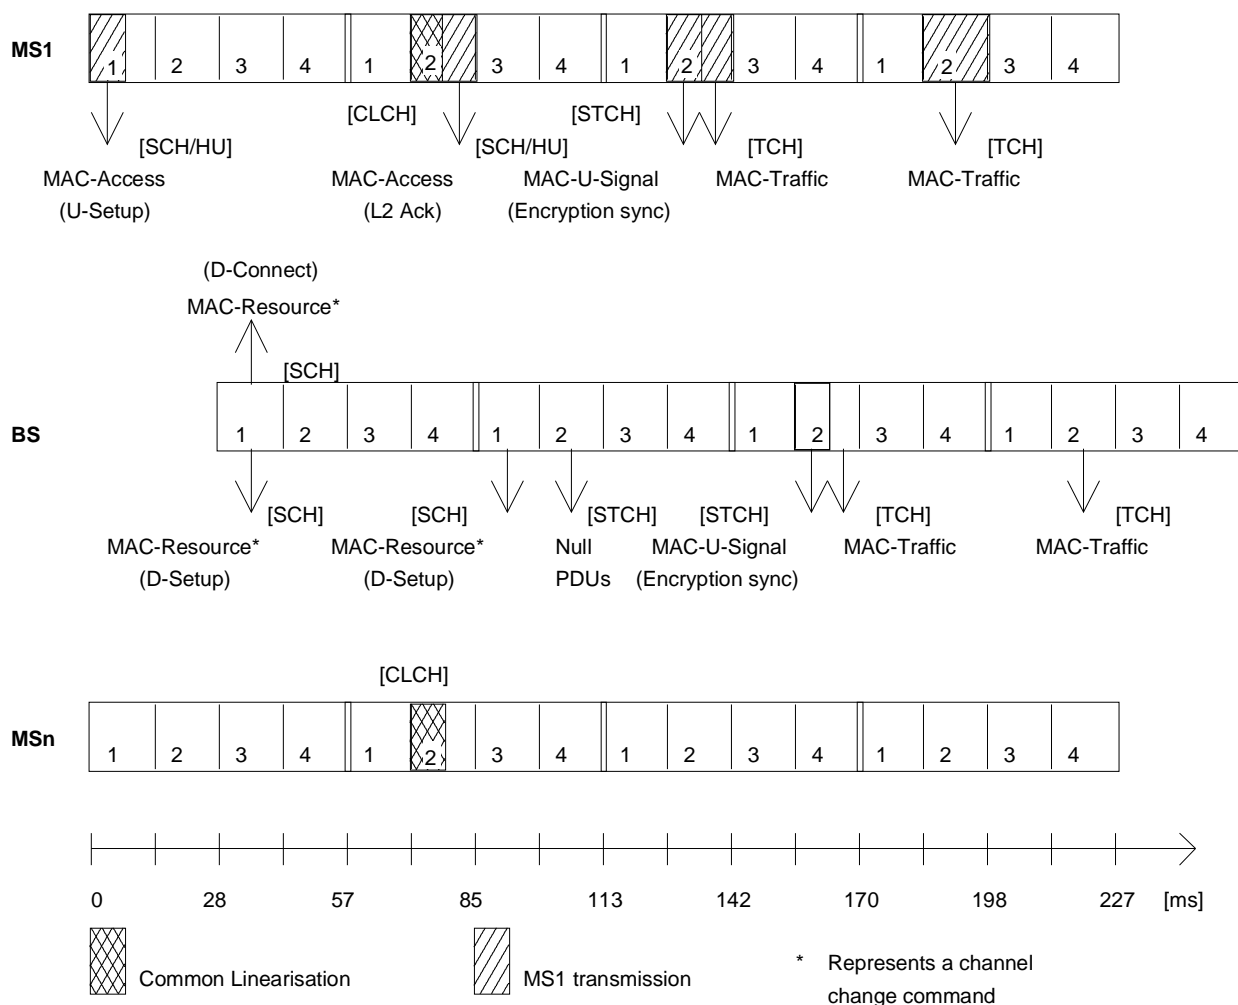 MS1
1 2 3 4 1 2 3 4 1 2 3 4 1 2 3 4
[CLCH] [STCH]
[SCH/HU] [SCH/HU] [TCH] [TCH]
MAC-Access MAC-Access MAC-U-Signal MAC-Traffic MAC-Traffic
(U-Setup) (L2 Ack) (Encryption sync)
(D-Connect)
MAC-Resource*
[SCH]
BS
1 2 3 4 1 2 3 4 1 2 3 4 1 2 3 4
[SCH] [SCH] [STCH] [STCH] [TCH] [TCH]
MAC-Resource* MAC-Resource* Null MAC-U-Signal MAC-Traffic MAC-Traffic
(D-Setup) (D-Setup) PDUs (Encryption sync)
[CLCH]
MSn
1 2 3 4 1 2 3 4 1 2 3 4 1 2 3 4
0 28 57 85 113 142 170 198 227 [ms]
Common Linearisation
MS1 transmission
* Represents a channel
change command